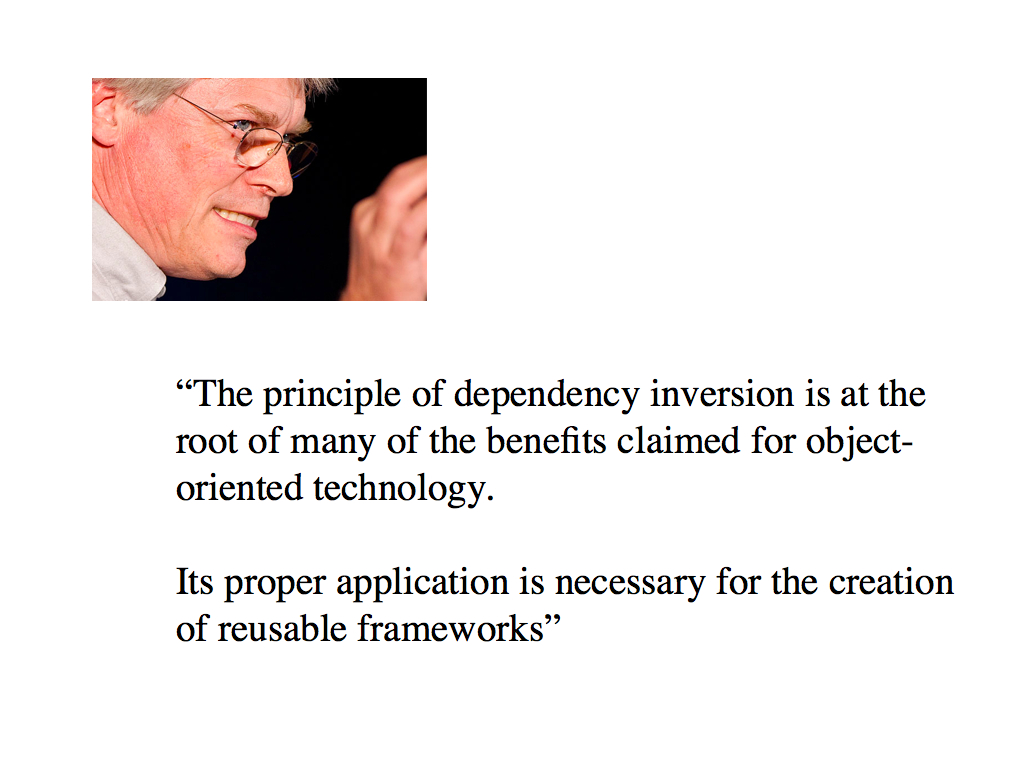 “The principle of dependency inversion is at the
root of many of the benefits claimed for object-
oriented technology.
Its proper application is necessary for the creation
of reusable frameworks”